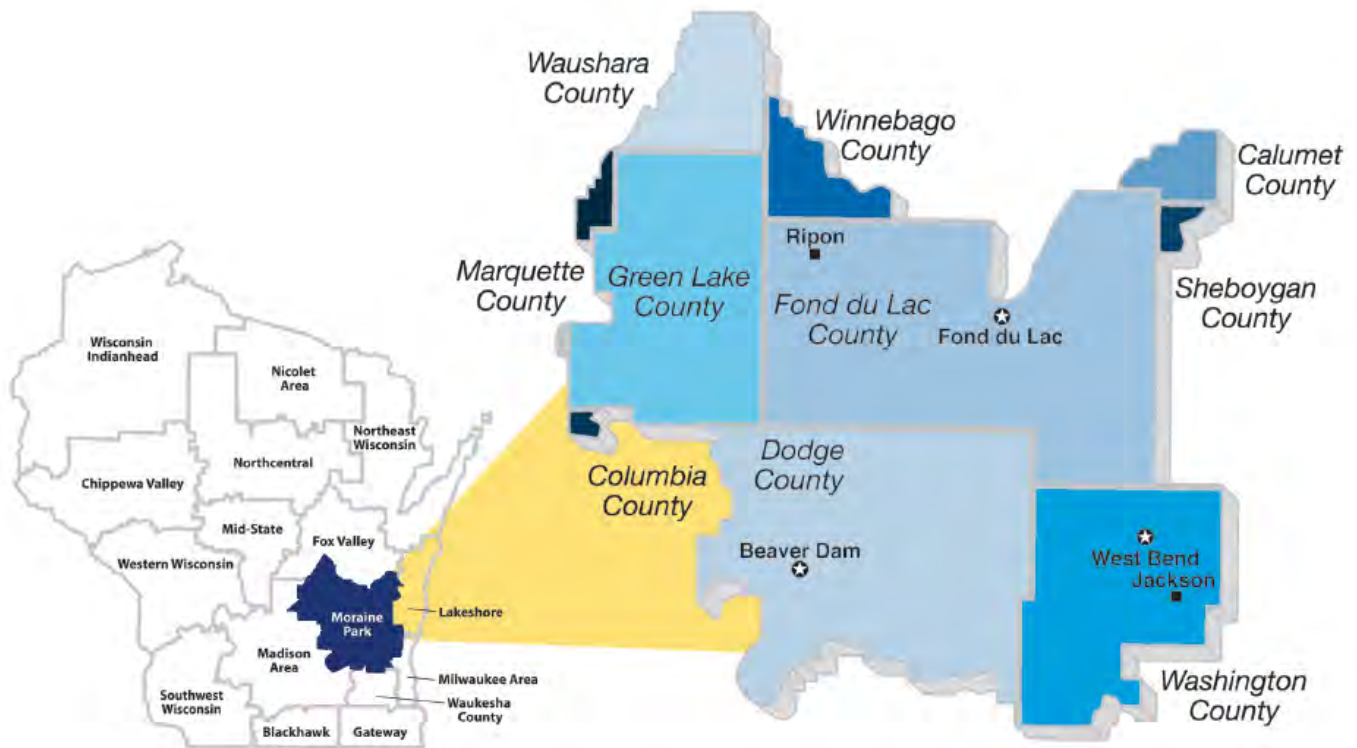 Waushara
County
Winnebago
County
Calumet
County
Ripon
Marquette
County
Green Lake
County
Fond du Lac
County
Fond du Lac
Sheboygan
County
Columbia
County
Dodge
County
Beaver Dam
West Bend
Jackson
Washington
County
Wisconsin
Indianhead
Nicolet
Area
Northeast
Wisconsin
Northcentral
Chippewa Valley
Mid-State
Fox Valley
Western Wisconsin
Moraine
Park
Lakeshore
Madison
Area
Milwaukee Area
Southwest
Wisconsin
Waukesha
County
Blackhawk
Gateway